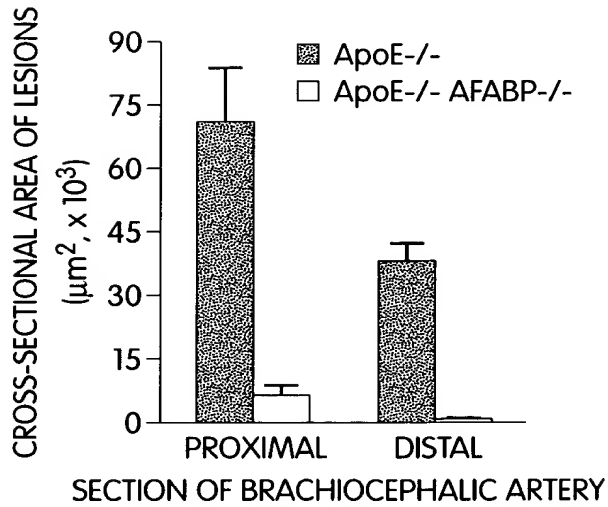 CROSS-SECTIONAL AREA OF LESIONS
(μm², x 10³)
90
75
60
45
30
15
0
ApoE-/-
ApoE-/- AFABP-/-
PROXIMAL DISTAL
SECTION OF BRACHIOCEPHALIC ARTERY